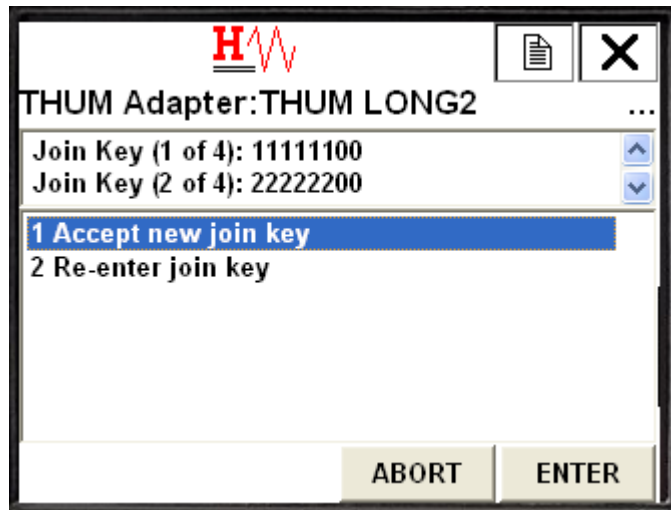 H
THUM Adapter:THUM LONG2 ...
Join Key (1 of 4): 11111100
Join Key (2 of 4): 22222200
1 Accept new join key
2 Re-enter join key
ABORT ENTER